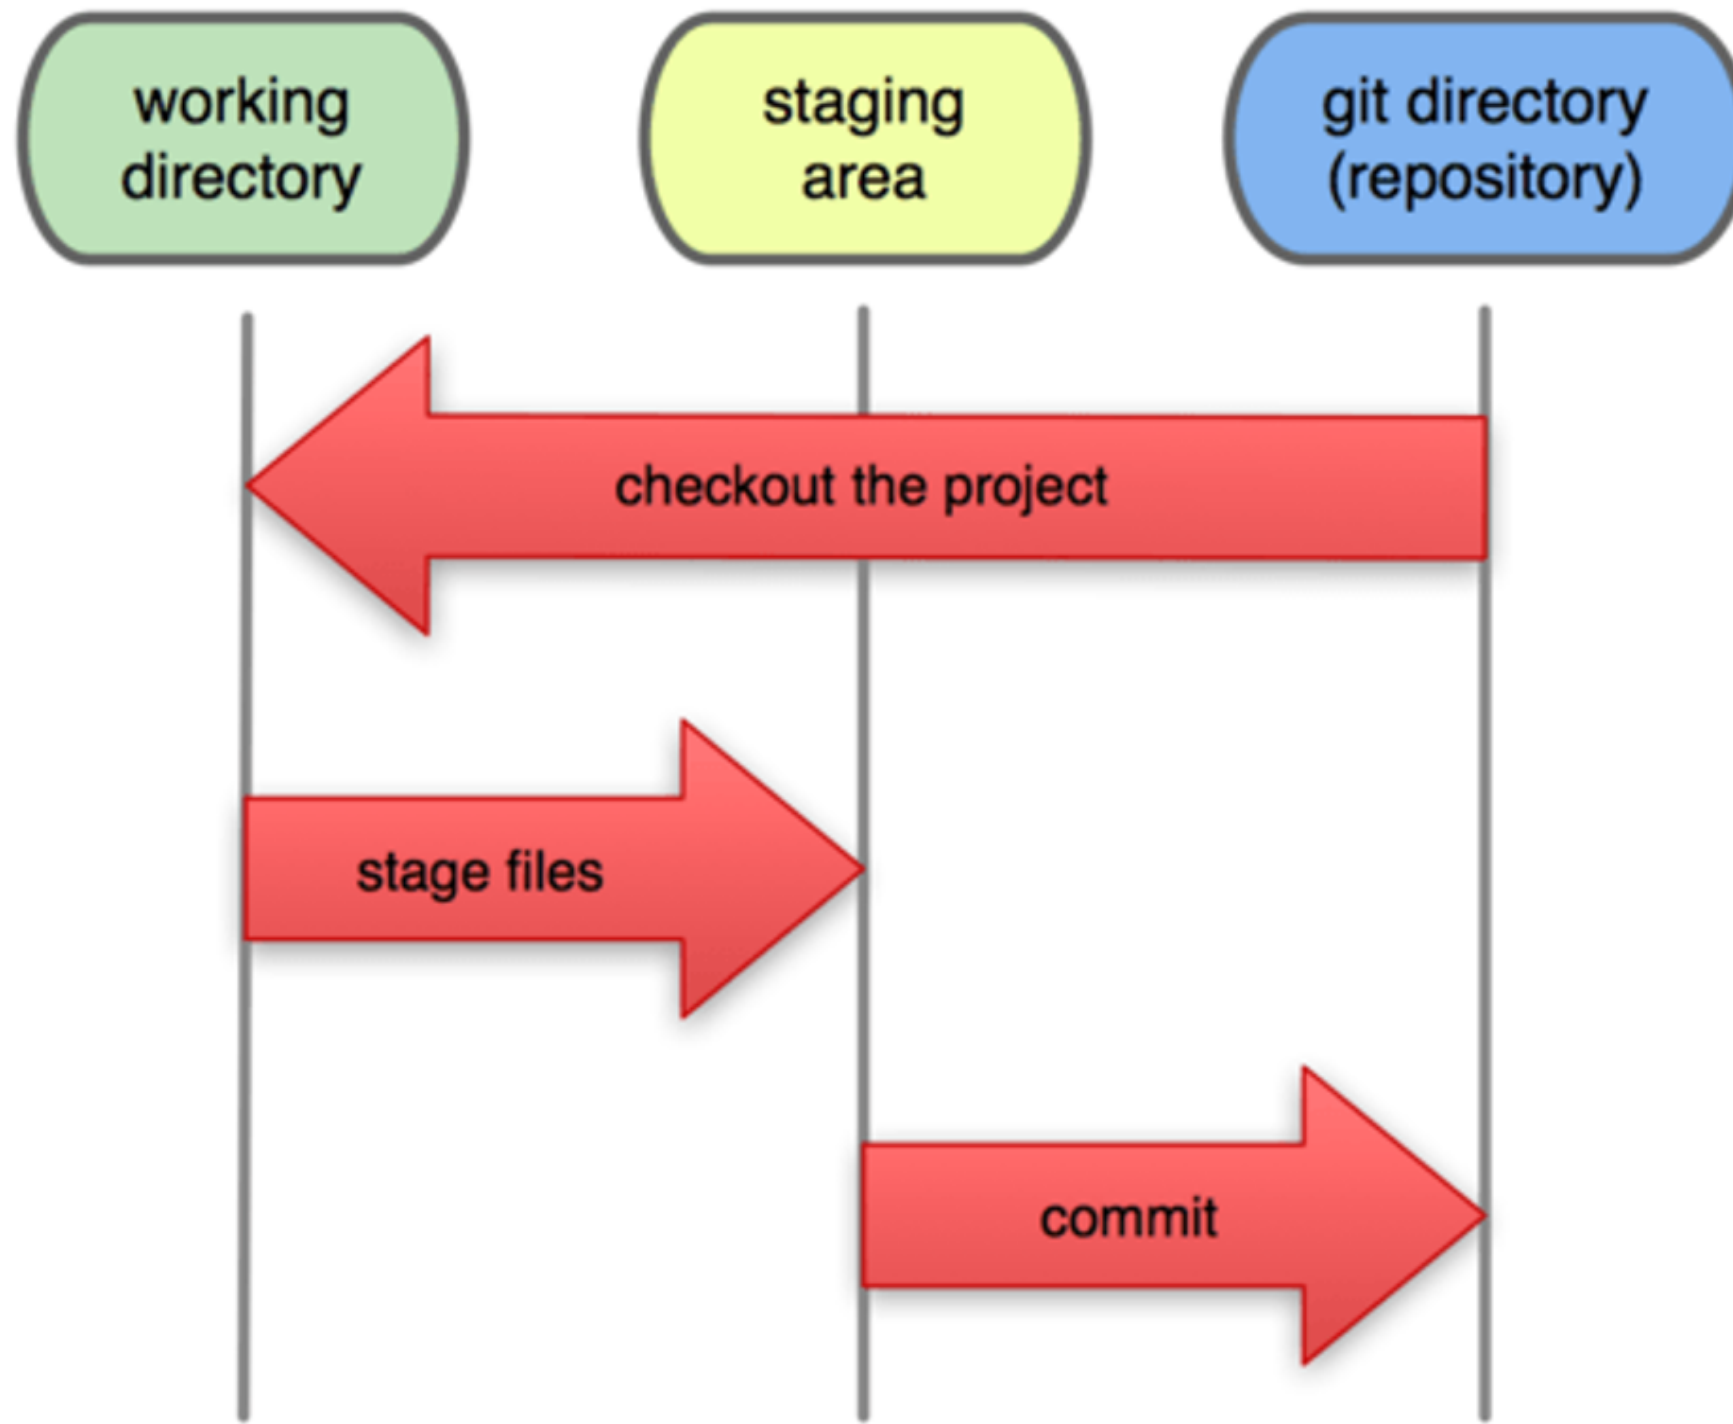 working
directory
staging
area
git directory
(repository)
checkout the project
stage files
commit